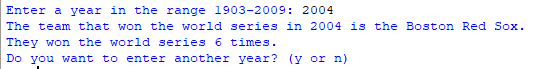 Enter a year in the range 1903-2009: 2004
The team that won the world series in 2004 is the Boston Red Sox.
They won the world series 6 times.
Do you want to enter another year? (y or n)